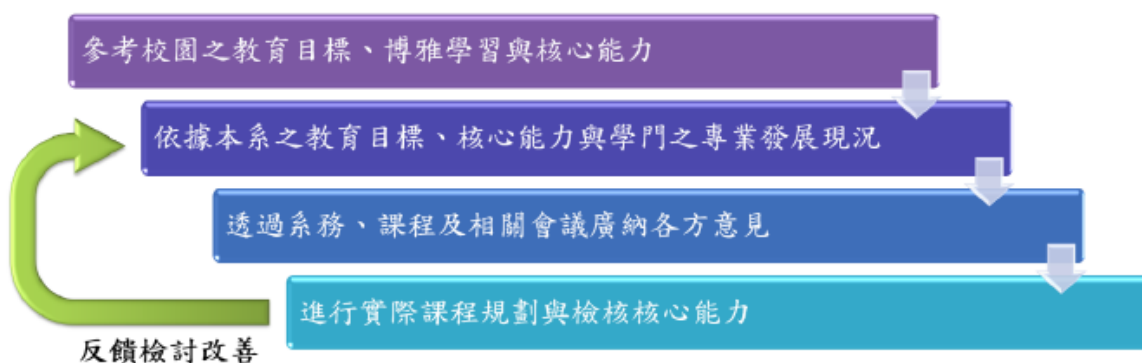 參考校園之教育目標、博雅學習與核心能力
依據本系之教育目標、核心能力與學門之專業發展現況
透過系務、課程及相關會議廣納各方意見
進行實際課程規劃與檢核核心能力
反饋檢討改善